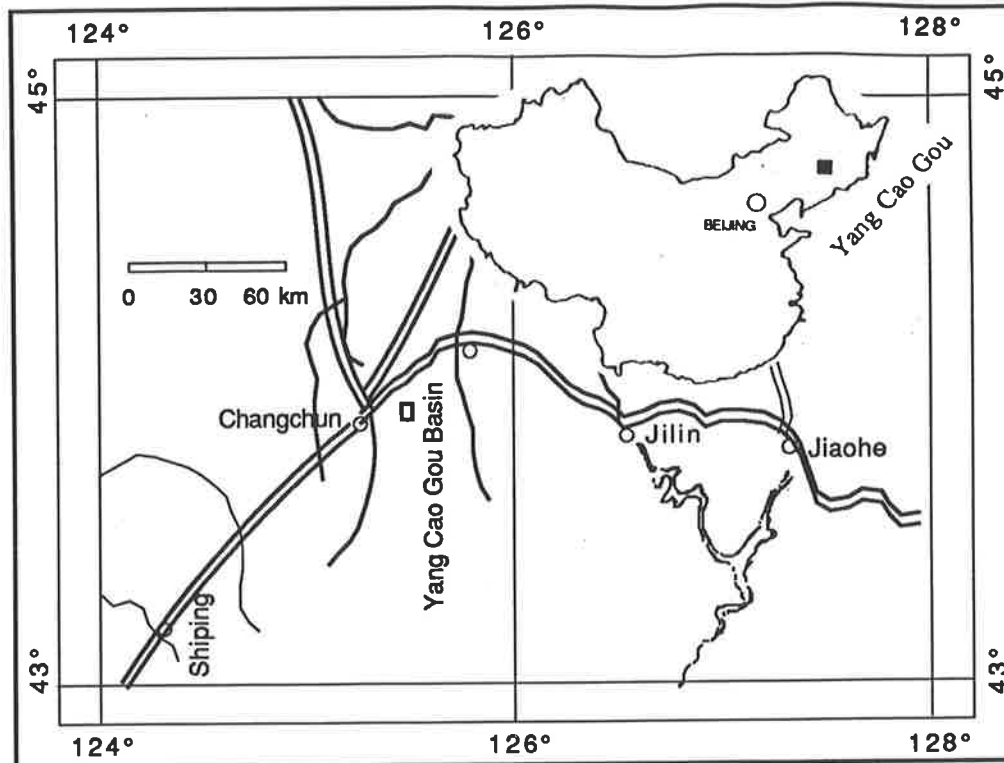 124°
126°
128°
45°
45°
Yang Cao Gou
BEIJING
0 30 60 km
Changchun
Yang Cao Gou Basin
Jilin
Jiaohe
Shiping
43°
43°
124°
126°
128°